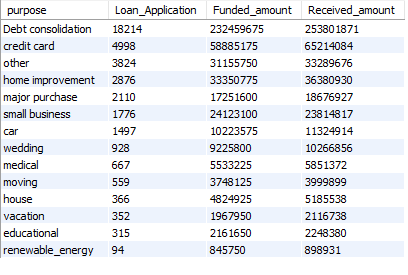 purpose Loan_Application Funded_amount Received_amount
Debt consolidation 18214 232459675 253801871
credit card 4998 58885175 65214084
other 3824 31155750 33289676
home improvement 2876 33350775 36380930
major purchase 2110 17251600 18676927
small business 1776 24123100 23814817
car 1497 10223575 11324914
wedding 928 9225800 10266856
medical 667 5533225 5851372
moving 559 3748125 3999899
house 366 4824925 5185538
vacation 352 1967950 2116738
educational 315 2161650 2248380
renewable_energy 94 845750 898931